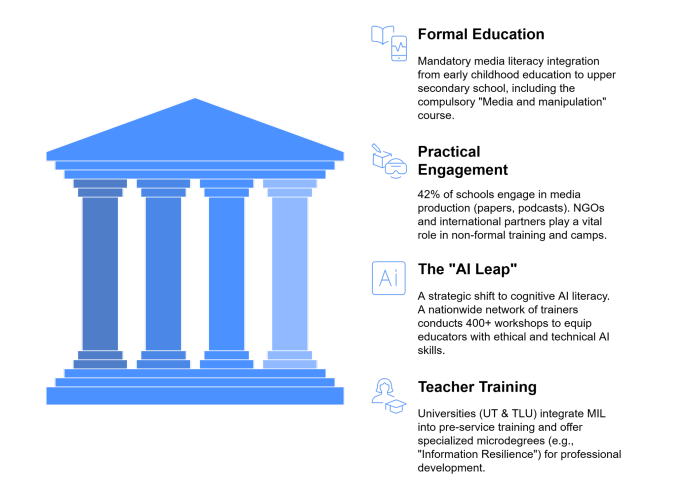 Formal Education
Mandatory media literacy integration
from early childhood education to upper
secondary school, including the
compulsory "Media and manipulation"
course.
Practical
Engagement
42% of schools engage in media
production (papers, podcasts). NGOs
and international partners play a vital
role in non-formal training and camps.
Ai
The "AI Leap"
A strategic shift to cognitive AI literacy.
A nationwide network of trainers
conducts 400+ workshops to equip
educators with ethical and technical AI
skills.
Teacher Training
Universities (UT & TLU) integrate MIL
into pre-service training and offer
specialized microdegrees (e.g.,
"Information Resilience") for professional
development.